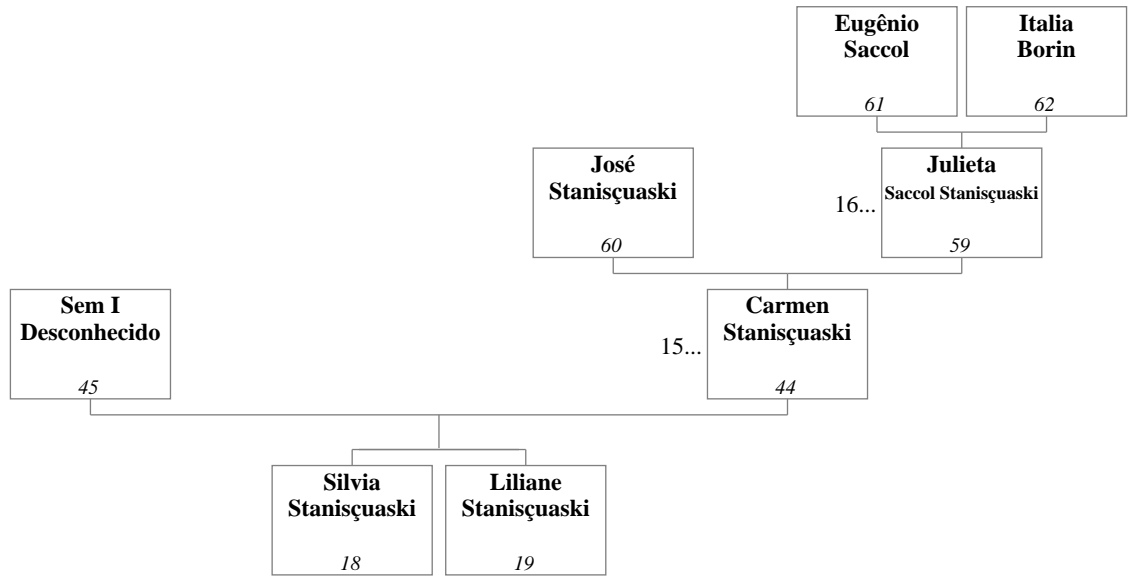 Eugênio
Saccol
61
Italia
Borin
62
José
Stanisçuaski
60
16...
Julieta
Saccol Stanisçuaski
59
Sem I
Desconhecido
45
15...
Carmen
Stanisçuaski
44
Silvia
Stanisçuaski
18
Liliane
Stanisçuaski
19